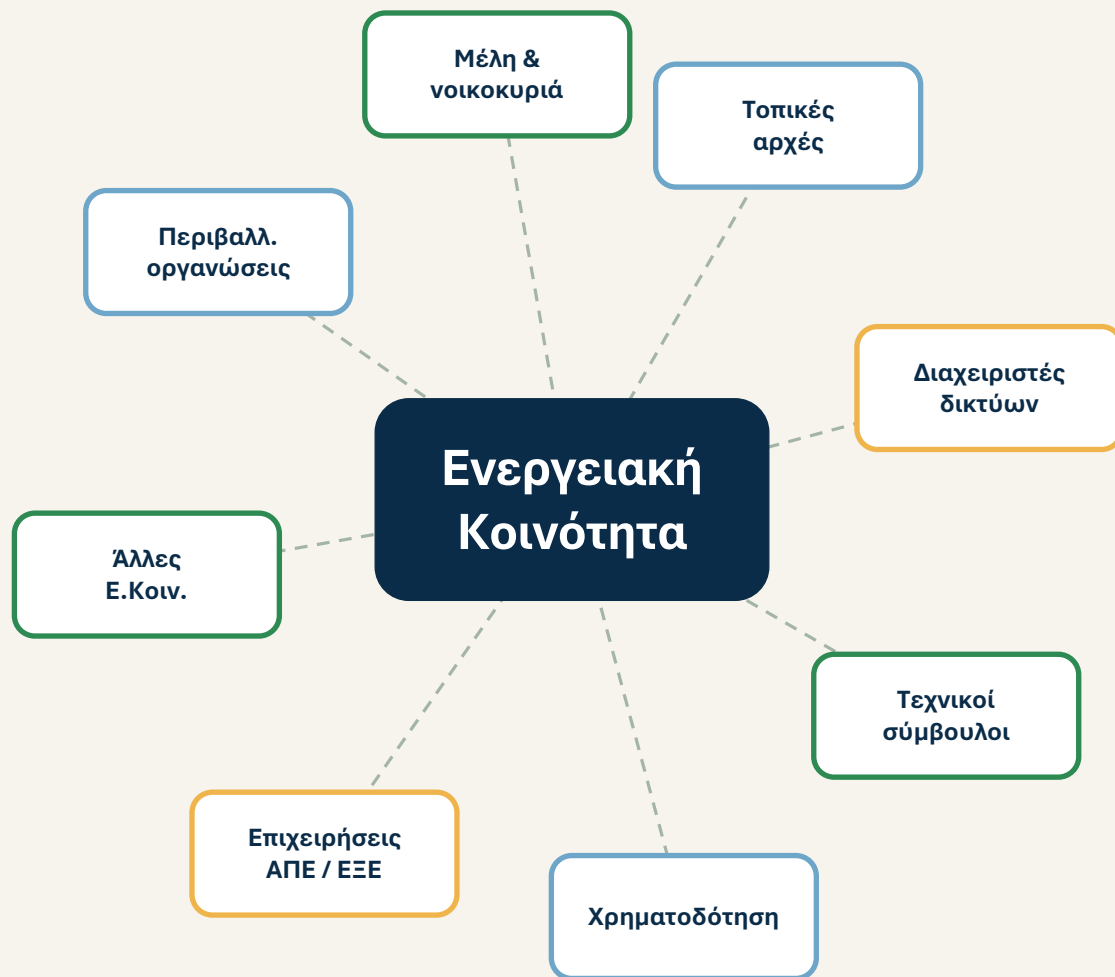 Μέλη &
νοικοκυριά
Τοπικές
αρχές
Περιβαλλ.
οργανώσεις
Διαχειριστές
δικτύων
Ενεργειακή
Κοινότητα
Άλλες
Ε.Κοιν.
Τεχνικοί
σύμβουλοι
Επιχειρήσεις
ΑΠΕ / ΕΞΕ
Χρηματοδότηση